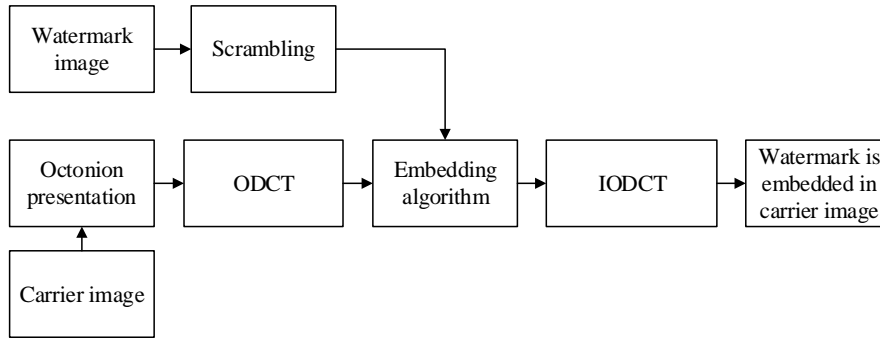 Watermark
image
Scrambling
Octonion
presentation
ODCT
Embedding
algorithm
IODCT
Watermark is
embedded in
carrier image
Carrier image